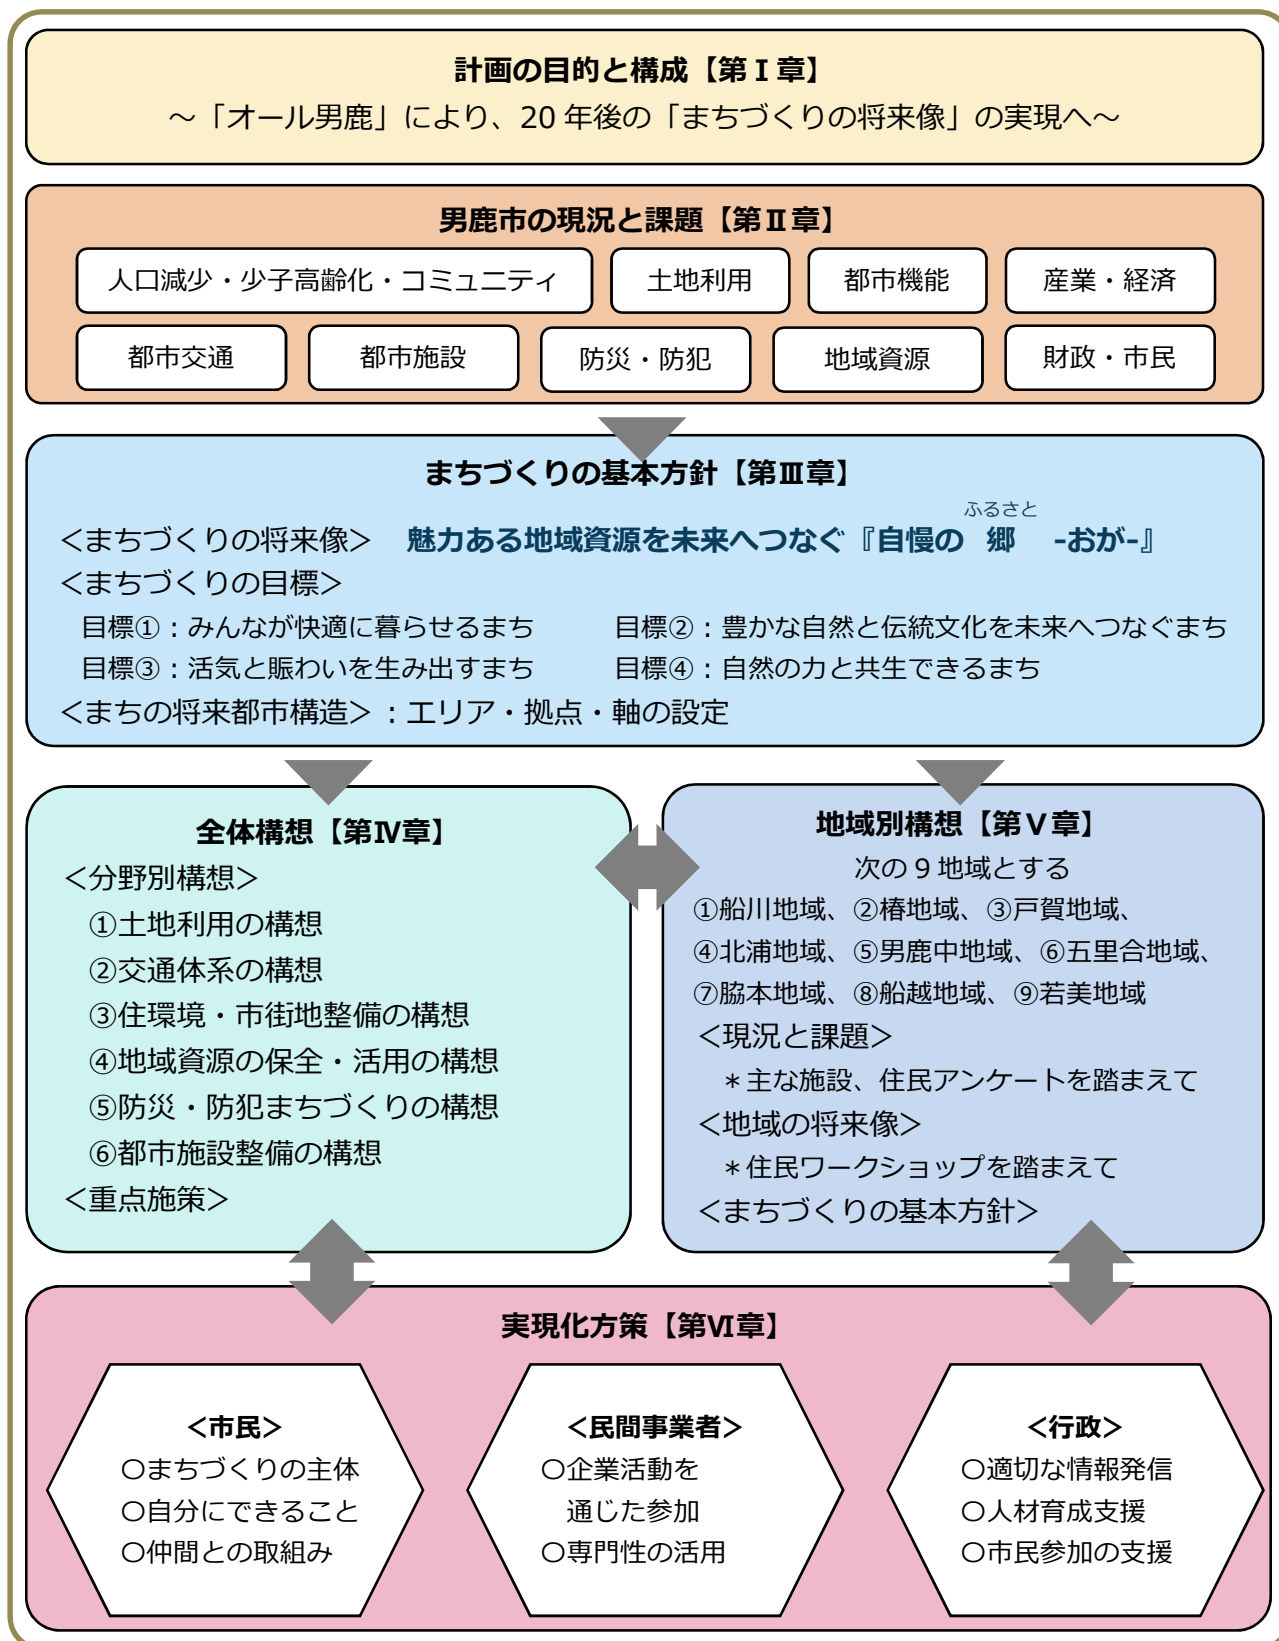 計画の目的と構成【第Ⅰ章】
～「オール男鹿」により、20年後の「まちづくりの将来像」の実現へ～
男鹿市の現況と課題【第Ⅱ章】
人口減少・少子高齢化・コミュニティ
土地利用
都市機能
産業・経済
都市交通
都市施設
防災・防犯
地域資源
財政・市民
まちづくりの基本方針【第Ⅲ章】
ふるさと
＜まちづくりの将来像＞ 魅力ある地域資源を未来へつなぐ『自慢の 郷 -おが-』
＜まちづくりの目標＞
目標①：みんなが快適に暮らせるまち 目標②：豊かな自然と伝統文化を未来へつなぐまち
目標③：活気と賑わいを生み出すまち 目標④：自然の力と共生できるまち
＜まちの将来都市構造＞：エリア・拠点・軸の設定
全体構想【第Ⅳ章】
＜分野別構想＞
①土地利用の構想
②交通体系の構想
③住環境・市街地整備の構想
④地域資源の保全・活用の構想
⑤防災・防犯まちづくりの構想
⑥都市施設整備の構想
＜重点施策＞
地域別構想【第Ⅴ章】
次の9地域とする
①船川地域、②椿地域、③戸賀地域、
④北浦地域、⑤男鹿中地域、⑥五里合地域、
⑦脇本地域、⑧船越地域、⑨若美地域
＜現況と課題＞
＊主な施設、住民アンケートを踏まえて
＜地域の将来像＞
＊住民ワークショップを踏まえて
＜まちづくりの基本方針＞
実現化方策【第Ⅵ章】
＜市民＞
○まちづくりの主体
○自分にできること
○仲間との取組み
＜民間事業者＞
○企業活動を
通じた参加
○専門性の活用
＜行政＞
○適切な情報発信
○人材育成支援
○市民参加の支援